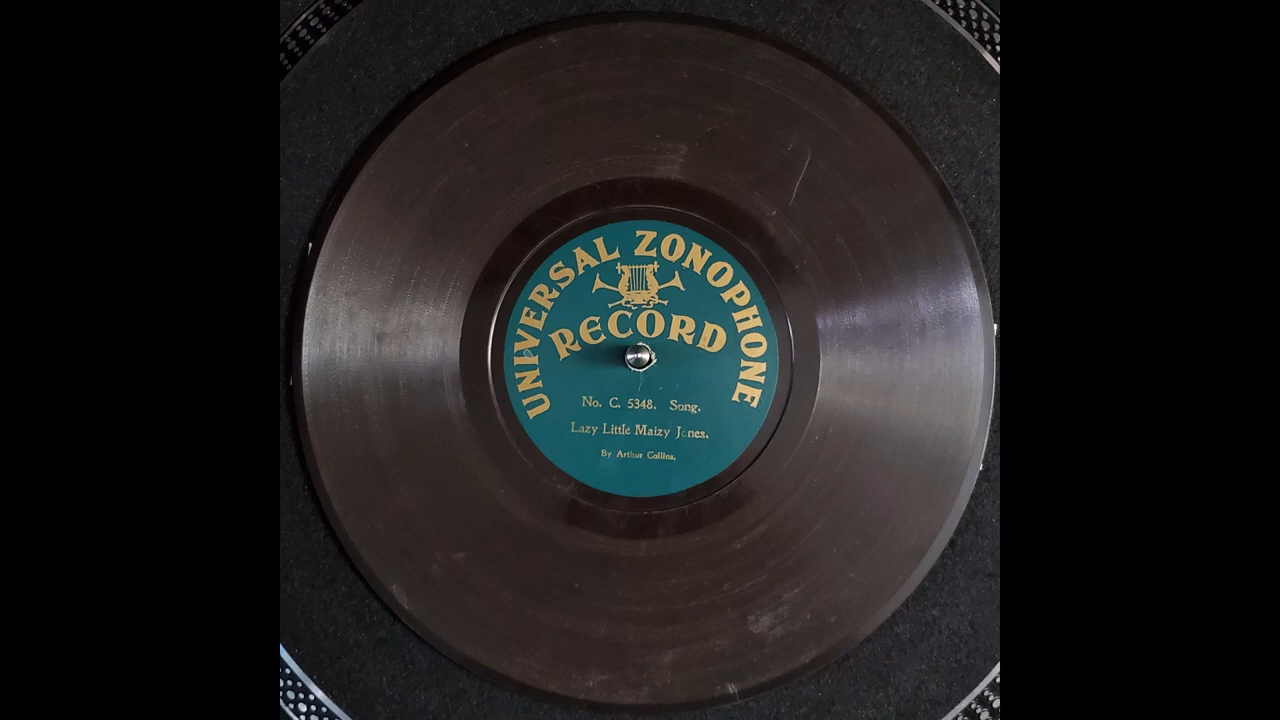 UNIVERSAL ZONOPHONE
RECORD
No. C. 5348. Song.
Lazy Little Maizy Jones.
By Arthur Collins.